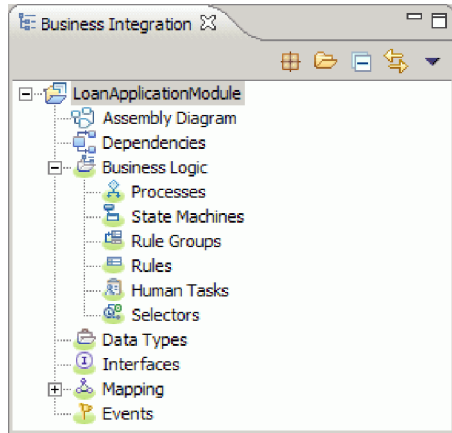 Business Integration
LoanApplicationModule
Assembly Diagram
Dependencies
Business Logic
Processes
State Machines
Rule Groups
Rules
Human Tasks
Selectors
Data Types
Interfaces
Mapping
Events